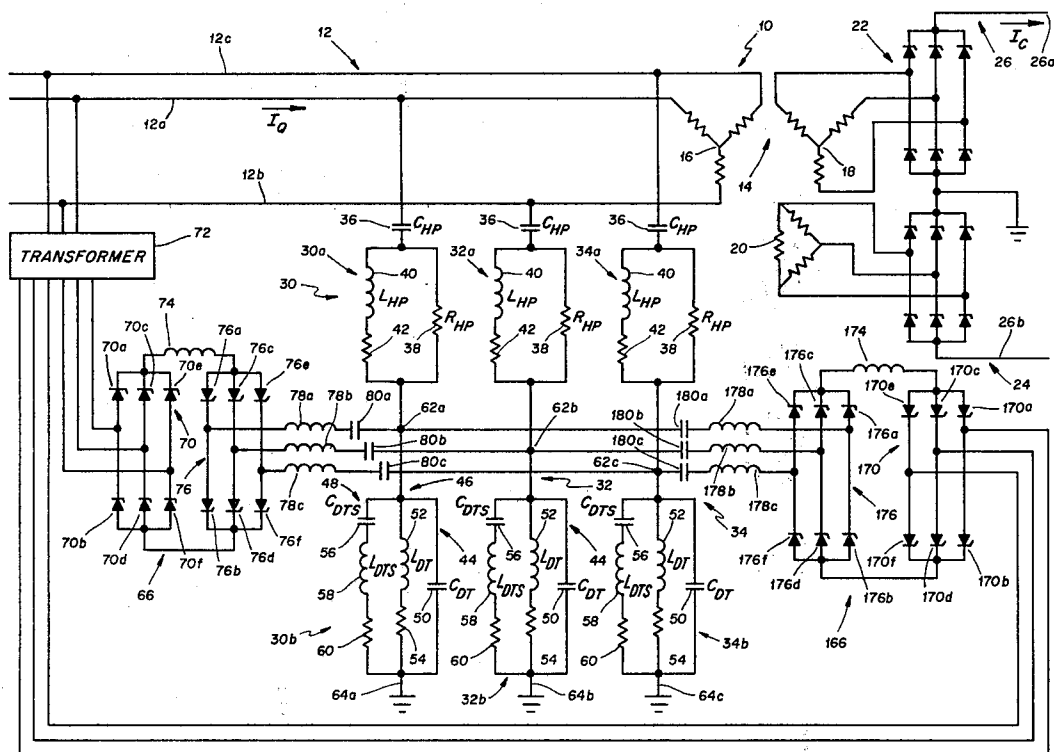 12c
12
10
22
I_C
26
26a
12a
I_Q
16
14
18
12b
36
C_HP
36
C_HP
36
C_HP
20
TRANSFORMER
72
30a
40
32a
40
34a
40
30
L_HP
L_HP
L_HP
R_HP
R_HP
R_HP
42
38
42
38
42
38
26b
24
74
174
70a
70c
70e
76a
76c
76e
176e
176c
170e
170c
170a
78a
78b
80a
62a
62b
180a
178a
176a
70
76
80b
180b
170
78c
80c
62c
180c
178b
178c
176
48
46
32
34
C_DTS
52
C_DTS
52
C_DTS
52
56
L_DTS
L_DT
44
56
L_DTS
L_DT
44
56
L_DTS
L_DT
70b
70d
70f
76b
76d
76f
176f
176d
176b
170f
170d
170b
66
58
50
C_DT
58
50
C_DT
58
50
C_DT
166
30b
60
54
60
54
60
54
34b
64a
32b
64b
64c